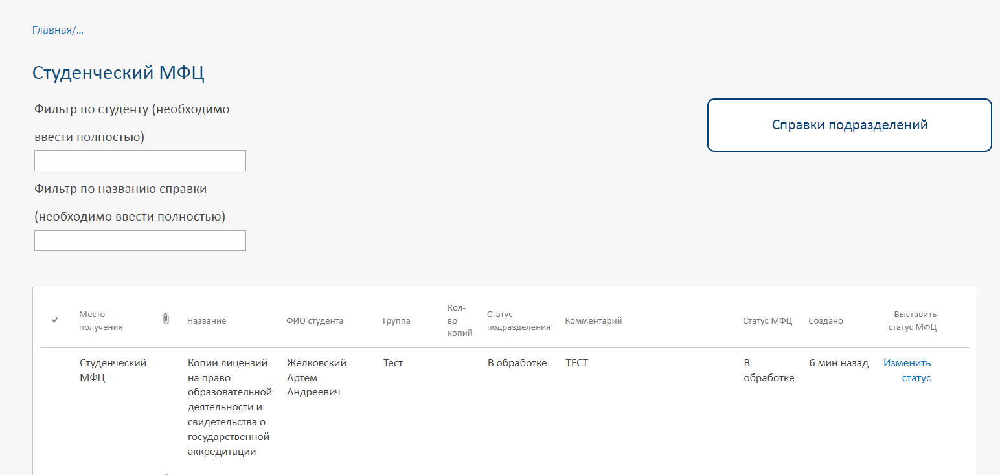 Главная/...
Студенческий МФЦ
Фильтр по студенту (необходимо
ввести полностью)
Справки подразделений
Фильтр по названию справки
(необходимо ввести полностью)
Место
получения
Название
ФИО студента
Группа
Кол-
во
копий
Статус
подразделения
Комментарий
Статус МФЦ
Создано
Выставить
статус МФЦ
Студенческий
МФЦ
Копии лицензий
на право
образовательной
деятельности и
свидетельства о
государственной
аккредитации
Желковский
Артем
Андреевич
Тест
В обработке
ТЕСТ
В
обработке
6 мин назад
Изменить
статус